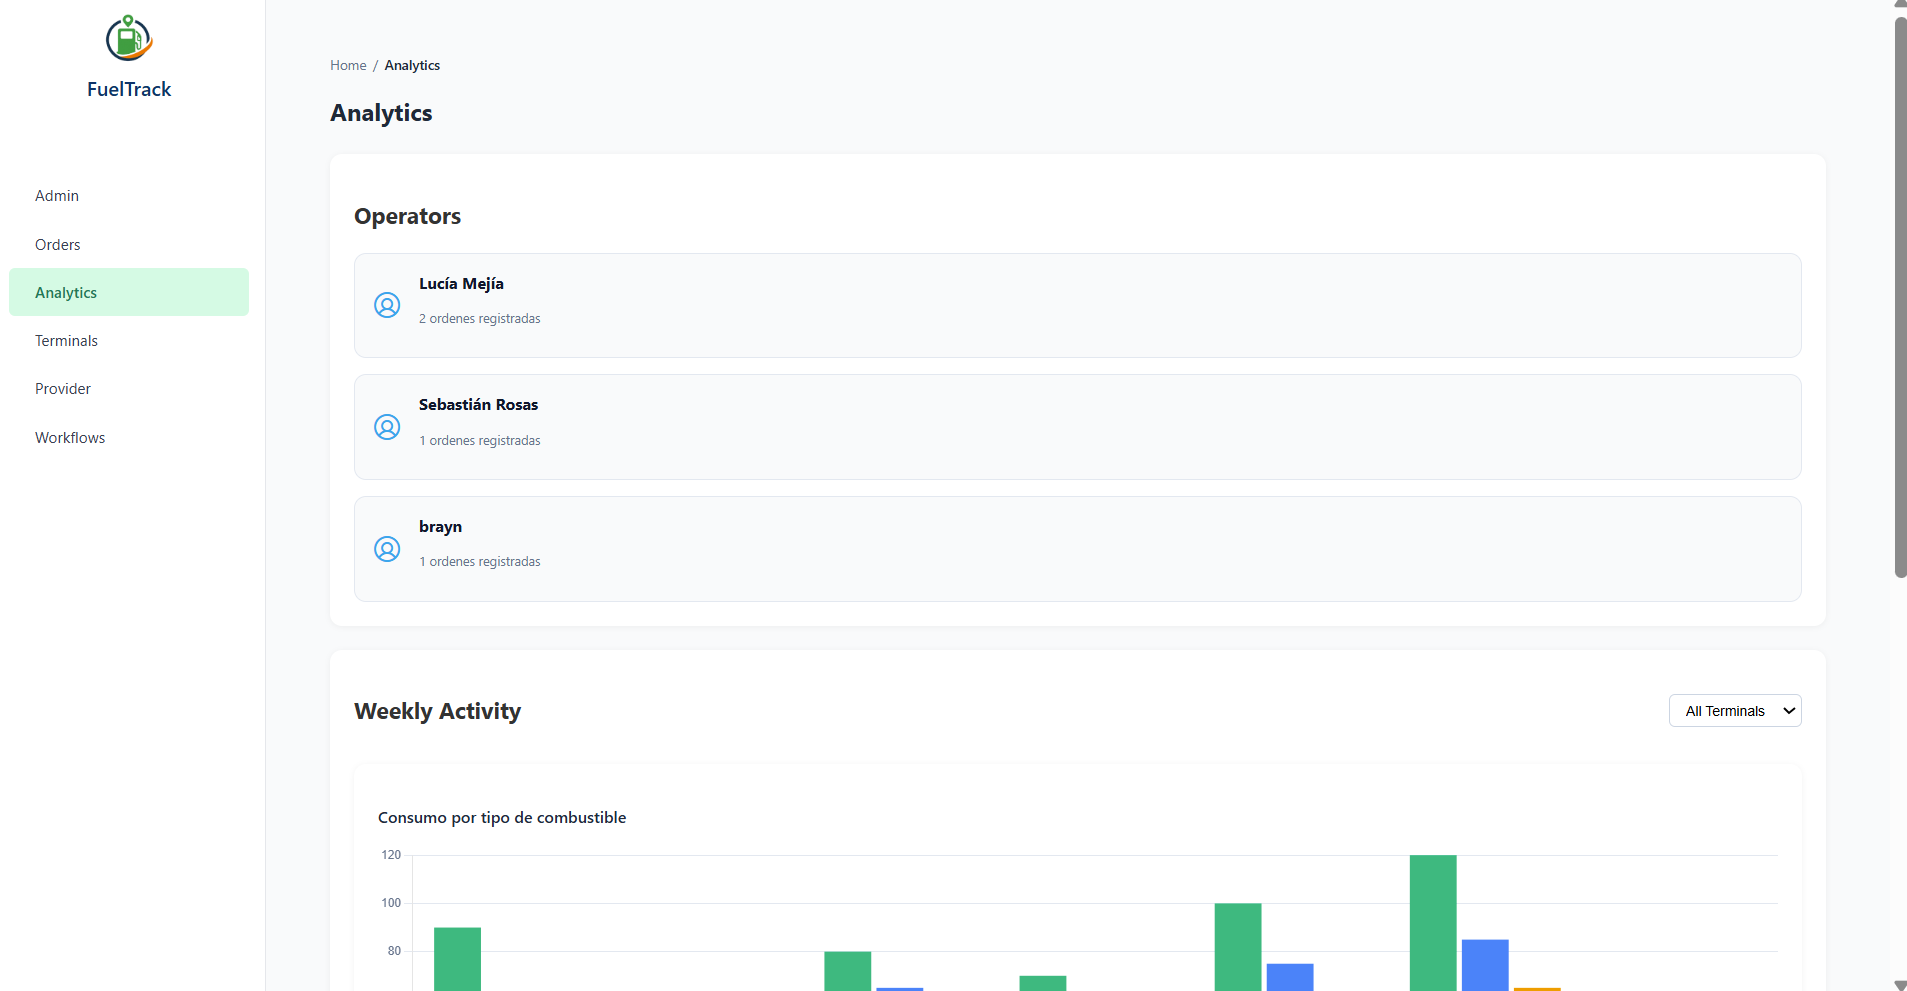 FuelTrack
Admin
Orders
Analytics
Terminals
Provider
Workflows
Home / Analytics
Analytics
Operators
Lucía Mejía
2 ordenes registradas
Sebastián Rosas
1 ordenes registradas
brayn
1 ordenes registradas
Weekly Activity
All Terminals
Consumo por tipo de combustible
120
100
80